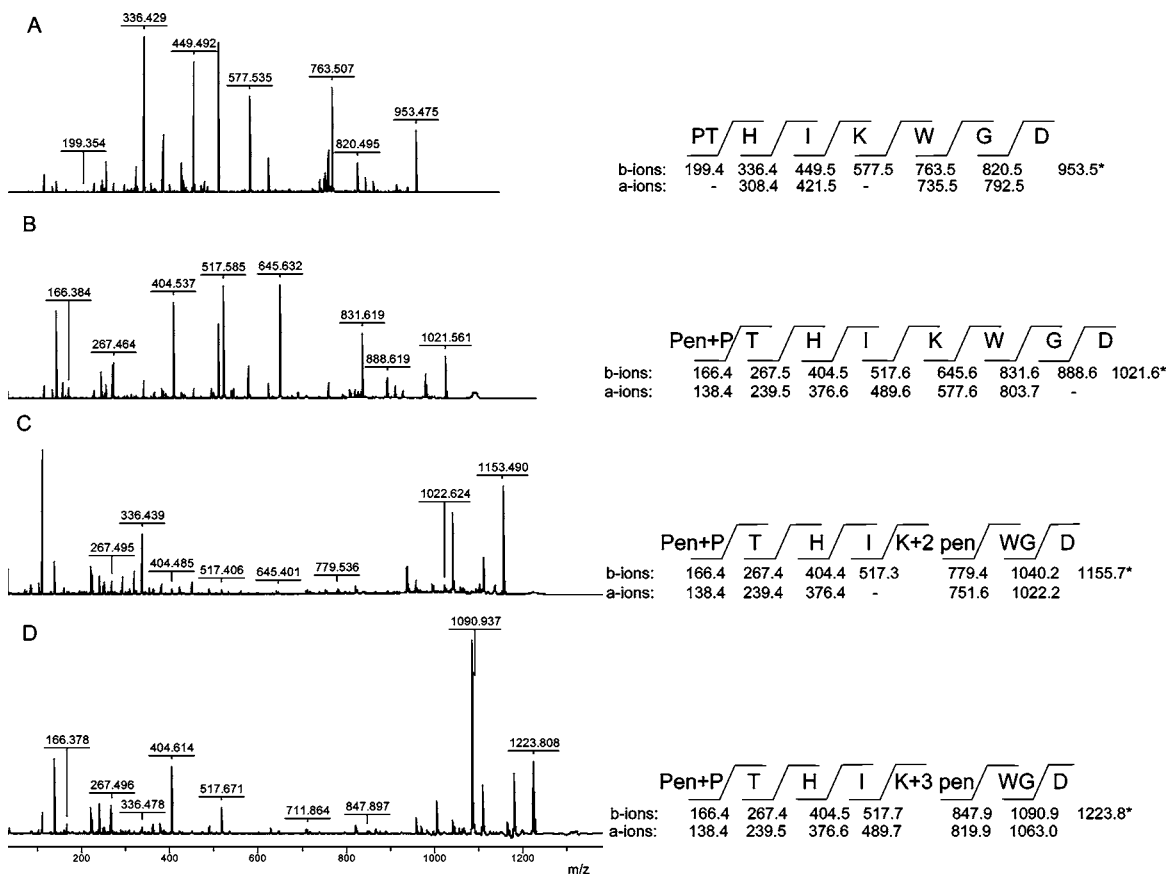 A
336.429
449.492
577.535
763.507
953.475
820.495
199.354
PT H I K W G D
b-ions: 199.4 336.4 449.5 577.5 763.5 820.5 953.5*
a-ions: - 308.4 421.5 - 735.5 792.5
B
166.384
267.464
404.537
517.585
645.632
831.619
888.619
1021.561
Pen+P T H I K W G D
b-ions: 166.4 267.5 404.5 517.6 645.6 831.6 888.6 1021.6*
a-ions: 138.4 239.5 376.6 489.6 577.6 803.7 -
C
267.495
336.439
404.485
517.406
645.401
779.536
1022.624
1153.490
Pen+P T H I K+2 pen WG D
b-ions: 166.4 267.4 404.4 517.3 779.4 1040.2 1155.7*
a-ions: 138.4 239.4 376.4 - 751.6 1022.2
D
166.378
267.496
336.478
404.614
517.671
711.864
847.897
1090.937
1223.808
Pen+P T H I K+3 pen WG D
b-ions: 166.4 267.4 404.5 517.7 847.9 1090.9 1223.8*
a-ions: 138.4 239.5 376.6 489.7 819.9 1063.0
200 400 600 800 1000 1200
m/z